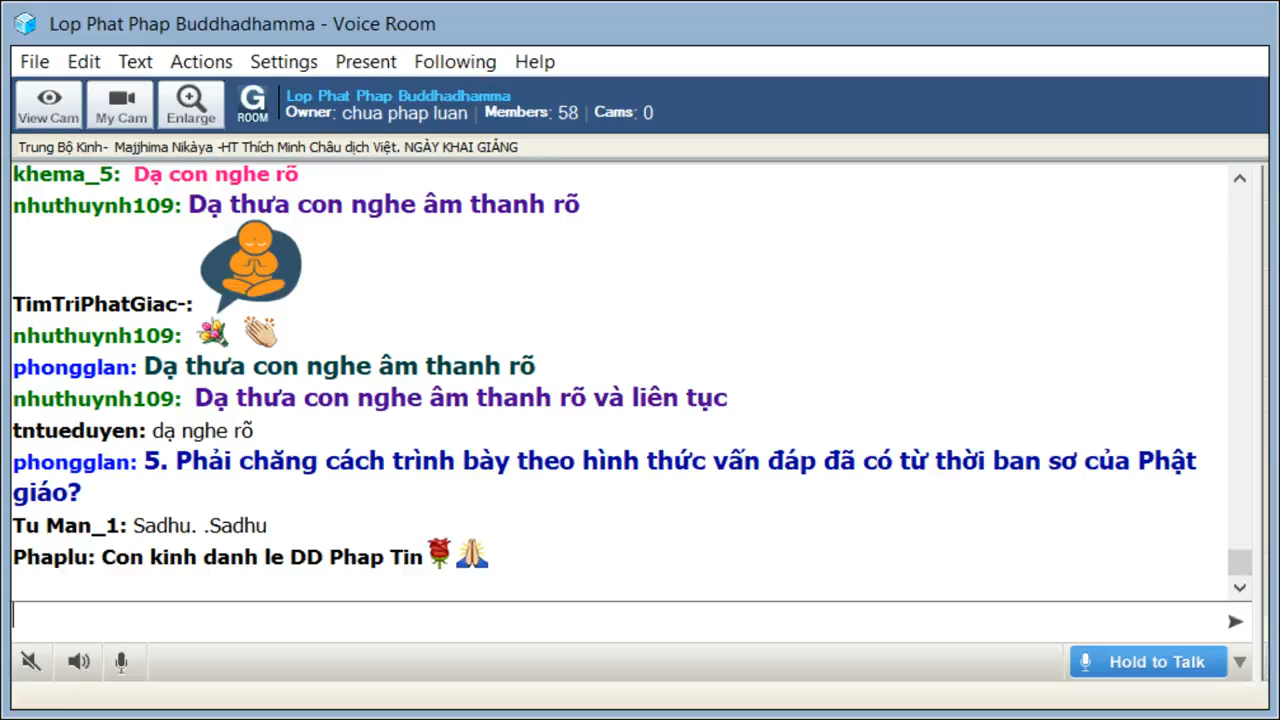 Lop Phat Phap Buddhadhamma - Voice Room
File Edit Text Actions Settings Present Following Help
View Cam My Cam Enlarge G ROOM Lop Phat Phap Buddhadhamma
Owner: chua phap luan | Members: 58 | Cams: 0
Trung Bộ Kinh- Majjhima Nikàya -HT Thích Minh Châu dịch Việt. NGÀY KHAI GIẢNG
khema_5: Dạ con nghe rõ
nhuthuynh109: Dạ thưa con nghe âm thanh rõ
TimTriPhatGiac-:
nhuthuynh109:
phongglan: Dạ thưa con nghe âm thanh rõ
nhuthuynh109: Dạ thưa con nghe âm thanh rõ và liên tục
tntueduyen: dạ nghe rõ
phongglan: 5. Phải chăng cách trình bày theo hình thức vấn đáp đã có từ thời ban sơ của Phật
giáo?
Tu Man_1: Sadhu. .Sadhu
Phaplu: Con kinh danh le DD Phap Tin
Hold to Talk